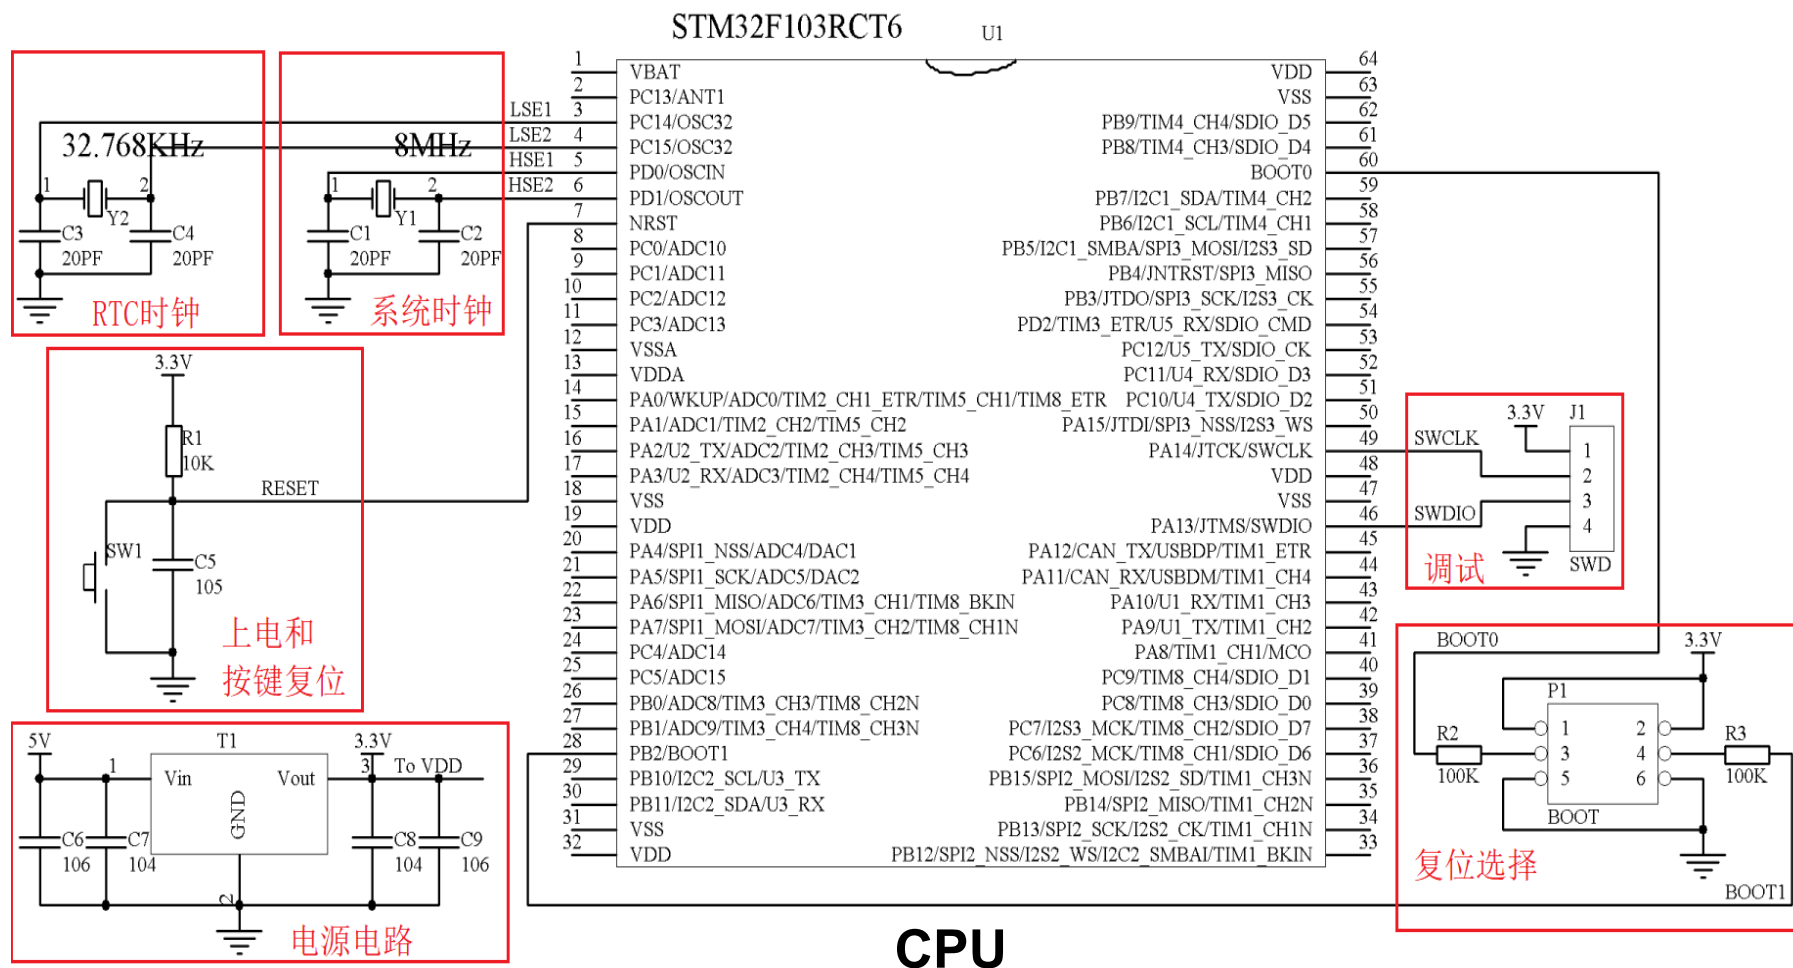 STM32F103RCT6
U1
32.768KHz
1
2
Y2
C3
20PF
C4
20PF
RTC时钟
8MHz
1
2
Y1
C1
20PF
C2
20PF
系统时钟
LSE1
LSE2
HSE1
HSE2
3.3V
R1
10K
RESET
SW1
C5
105
上电和
按键复位
5V
T1
3.3V
1
Vin
Vout
3
To VDD
GND
2
C6
106
C7
104
C8
104
C9
106
电源电路
1 VBAT
2 PC13/ANT1
3 PC14/OSC32
4 PC15/OSC32
5 PD0/OSCIN
6 PD1/OSCOUT
7 NRST
8 PC0/ADC10
9 PC1/ADC11
10 PC2/ADC12
11 PC3/ADC13
12 VSSA
13 VDDA
14 PA0/WKUP/ADC0/TIM2_CH1_ETR/TIM5_CH1/TIM8_ETR
15 PA1/ADC1/TIM2_CH2/TIM5_CH2
16 PA2/U2_TX/ADC2/TIM2_CH3/TIM5_CH3
17 PA3/U2_RX/ADC3/TIM2_CH4/TIM5_CH4
18 VSS
19 VDD
20 PA4/SPI1_NSS/ADC4/DAC1
21 PA5/SPI1_SCK/ADC5/DAC2
22 PA6/SPI1_MISO/ADC6/TIM3_CH1/TIM8_BKIN
23 PA7/SPI1_MOSI/ADC7/TIM3_CH2/TIM8_CH1N
24 PC4/ADC14
25 PC5/ADC15
26 PB0/ADC8/TIM3_CH3/TIM8_CH2N
27 PB1/ADC9/TIM3_CH4/TIM8_CH3N
28 PB2/BOOT1
29 PB10/I2C2_SCL/U3_TX
30 PB11/I2C2_SDA/U3_RX
31 VSS
32 VDD
VDD 64
VSS 63
PB9/TIM4_CH4/SDIO_D5 62
PB8/TIM4_CH3/SDIO_D4 61
BOOT0 60
PB7/I2C1_SDA/TIM4_CH2 59
PB6/I2C1_SCL/TIM4_CH1 58
PB5/I2C1_SMBA/SPI3_MOSI/I2S3_SD 57
PB4/JNTRST/SPI3_MISO 56
PB3/JTDO/SPI3_SCK/I2S3_CK 55
PD2/TIM3_ETR/U5_RX/SDIO_CMD 54
PC12/U5_TX/SDIO_CK 53
PC11/U4_RX/SDIO_D3 52
PC10/U4_TX/SDIO_D2 51
PA15/JTDI/SPI3_NSS/I2S3_WS 50
PA14/JTCK/SWCLK 49
VDD 48
VSS 47
PA13/JTMS/SWDIO 46
PA12/CAN_TX/USBDP/TIM1_ETR 45
PA11/CAN_RX/USBDM/TIM1_CH4 44
PA10/U1_RX/TIM1_CH3 43
PA9/U1_TX/TIM1_CH2 42
PA8/TIM1_CH1/MCO 41
PC9/TIM8_CH4/SDIO_D1 40
PC8/TIM8_CH3/SDIO_D0 39
PC7/I2S3_MCK/TIM8_CH2/SDIO_D7 38
PC6/I2S2_MCK/TIM8_CH1/SDIO_D6 37
PB15/SPI2_MOSI/I2S2_SD/TIM1_CH3N 36
PB14/SPI2_MISO/TIM1_CH2N 35
PB13/SPI2_SCK/I2S2_CK/TIM1_CH1N 34
PB12/SPI2_NSS/I2S2_WS/I2C2_SMBAI/TIM1_BKIN 33
3.3V
J1
SWCLK
SWDIO
1
2
3
4
SWD
调试
BOOT0
3.3V
P1
R2
100K
1 2
3 4
5 6
R3
100K
BOOT
复位选择
BOOT1
CPU